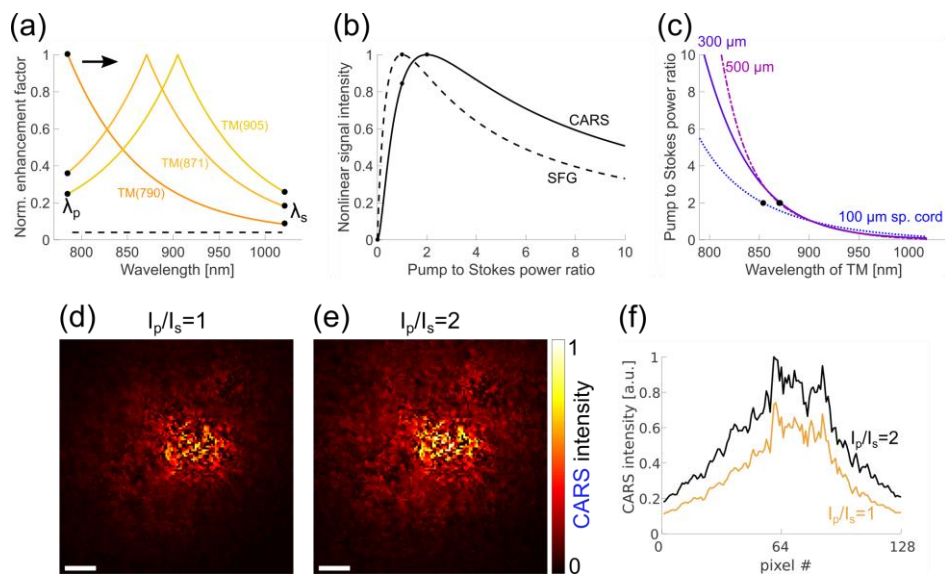 (a)
Norm. enhancement factor
1
0.8
0.6
0.4
0.2
0
TM(905)
TM(871)
TM(790)
λp
λs
800 850 900 950 1000
Wavelength [nm]
(b)
Nonlinear signal intensity
1
0.8
0.6
0.4
0.2
0
CARS
SFG
0 2 4 6 8 10
Pump to Stokes power ratio
(c)
300 µm
500 µm
Pump to Stokes power ratio
10
8
6
4
2
0
100 µm sp. cord
800 850 900 950 1000
Wavelength of TM [nm]
(d)
Ip/Is=1
(e)
Ip/Is=2
1
CARS intensity
0
(f)
CARS intensity [a.u.]
1
0.8
0.6
0.4
0.2
0
Ip/Is=2
Ip/Is=1
0 64 128
pixel #